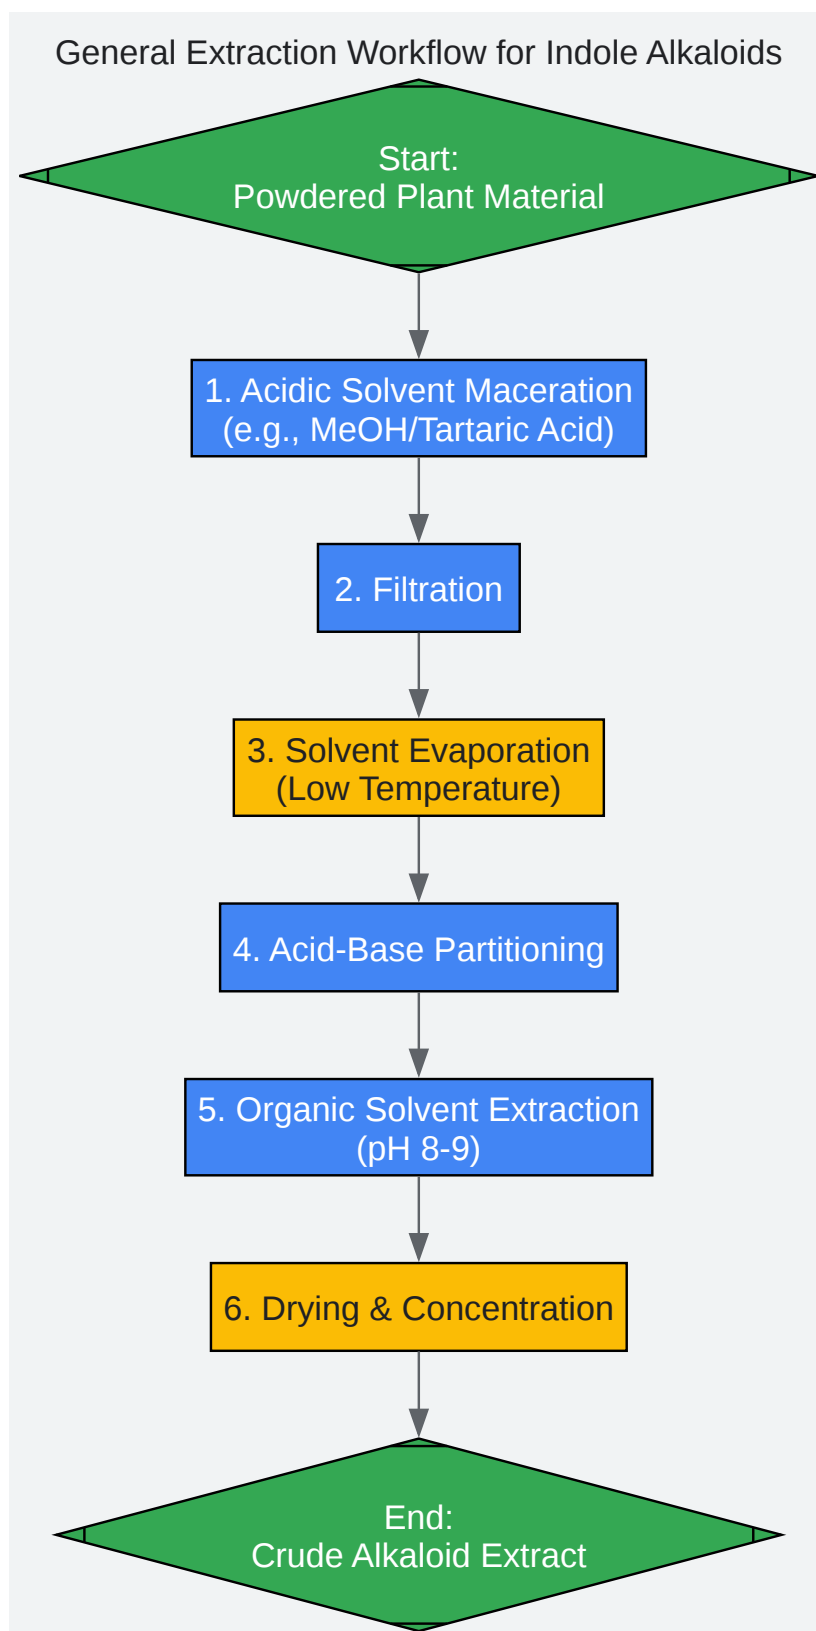 General Extraction Workflow for Indole Alkaloids
Start:
Powdered Plant Material
1. Acidic Solvent Maceration
(e.g., MeOH/Tartaric Acid)
2. Filtration
3. Solvent Evaporation
(Low Temperature)
4. Acid-Base Partitioning
5. Organic Solvent Extraction
(pH 8-9)
6. Drying & Concentration
End:
Crude Alkaloid Extract